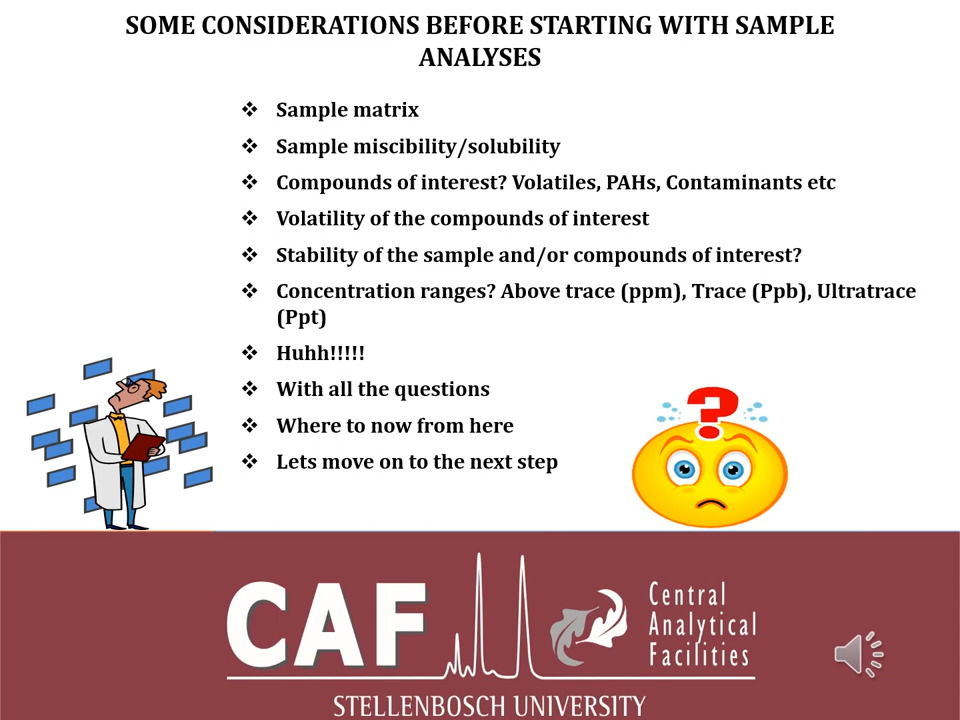 SOME CONSIDERATIONS BEFORE STARTING WITH SAMPLE
ANALYSES
❖ Sample matrix
❖ Sample miscibility/solubility
❖ Compounds of interest? Volatiles, PAHs, Contaminants etc
❖ Volatility of the compounds of interest
❖ Stability of the sample and/or compounds of interest?
❖ Concentration ranges? Above trace (ppm), Trace (Ppb), Ultratrace
(Ppt)
❖ Huhh!!!!!
❖ With all the questions
❖ Where to now from here
❖ Lets move on to the next step
?
CAF
Central
Analytical
Facilities
STELLENBOSCH UNIVERSITY